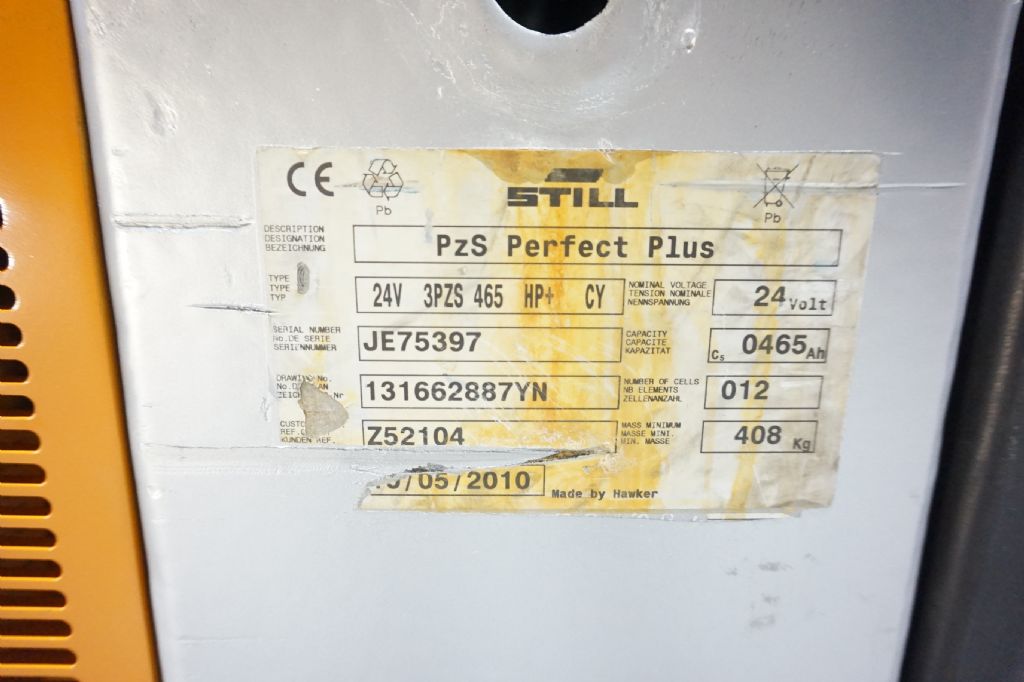 CE
Pb
STILL
Pb
DESCRIPTION
DESIGNATION
BEZEICHNUNG
PzS Perfect Plus
TYPE
TYPE
TYP
24V 3PZS 465 HP+ CY
NOMINAL VOLTAGE
TENSION NOMINALE
NENNSPANNUNG
24 Volt
SERIAL NUMBER
No.DE SERIE
SERIENNUMMER
JE75397
CAPACITY
CAPACITE
KAPAZITAT
C5 0465 Ah
131662887YN
NUMBER OF CELLS
NB ELEMENTS
ZELLENANZAHL
012
KUNDEN REF.
Z52104
MASS MINIMUM
MASSE MINI.
MIN. MASSE
408 Kg
/05/2010
Made by Hawker